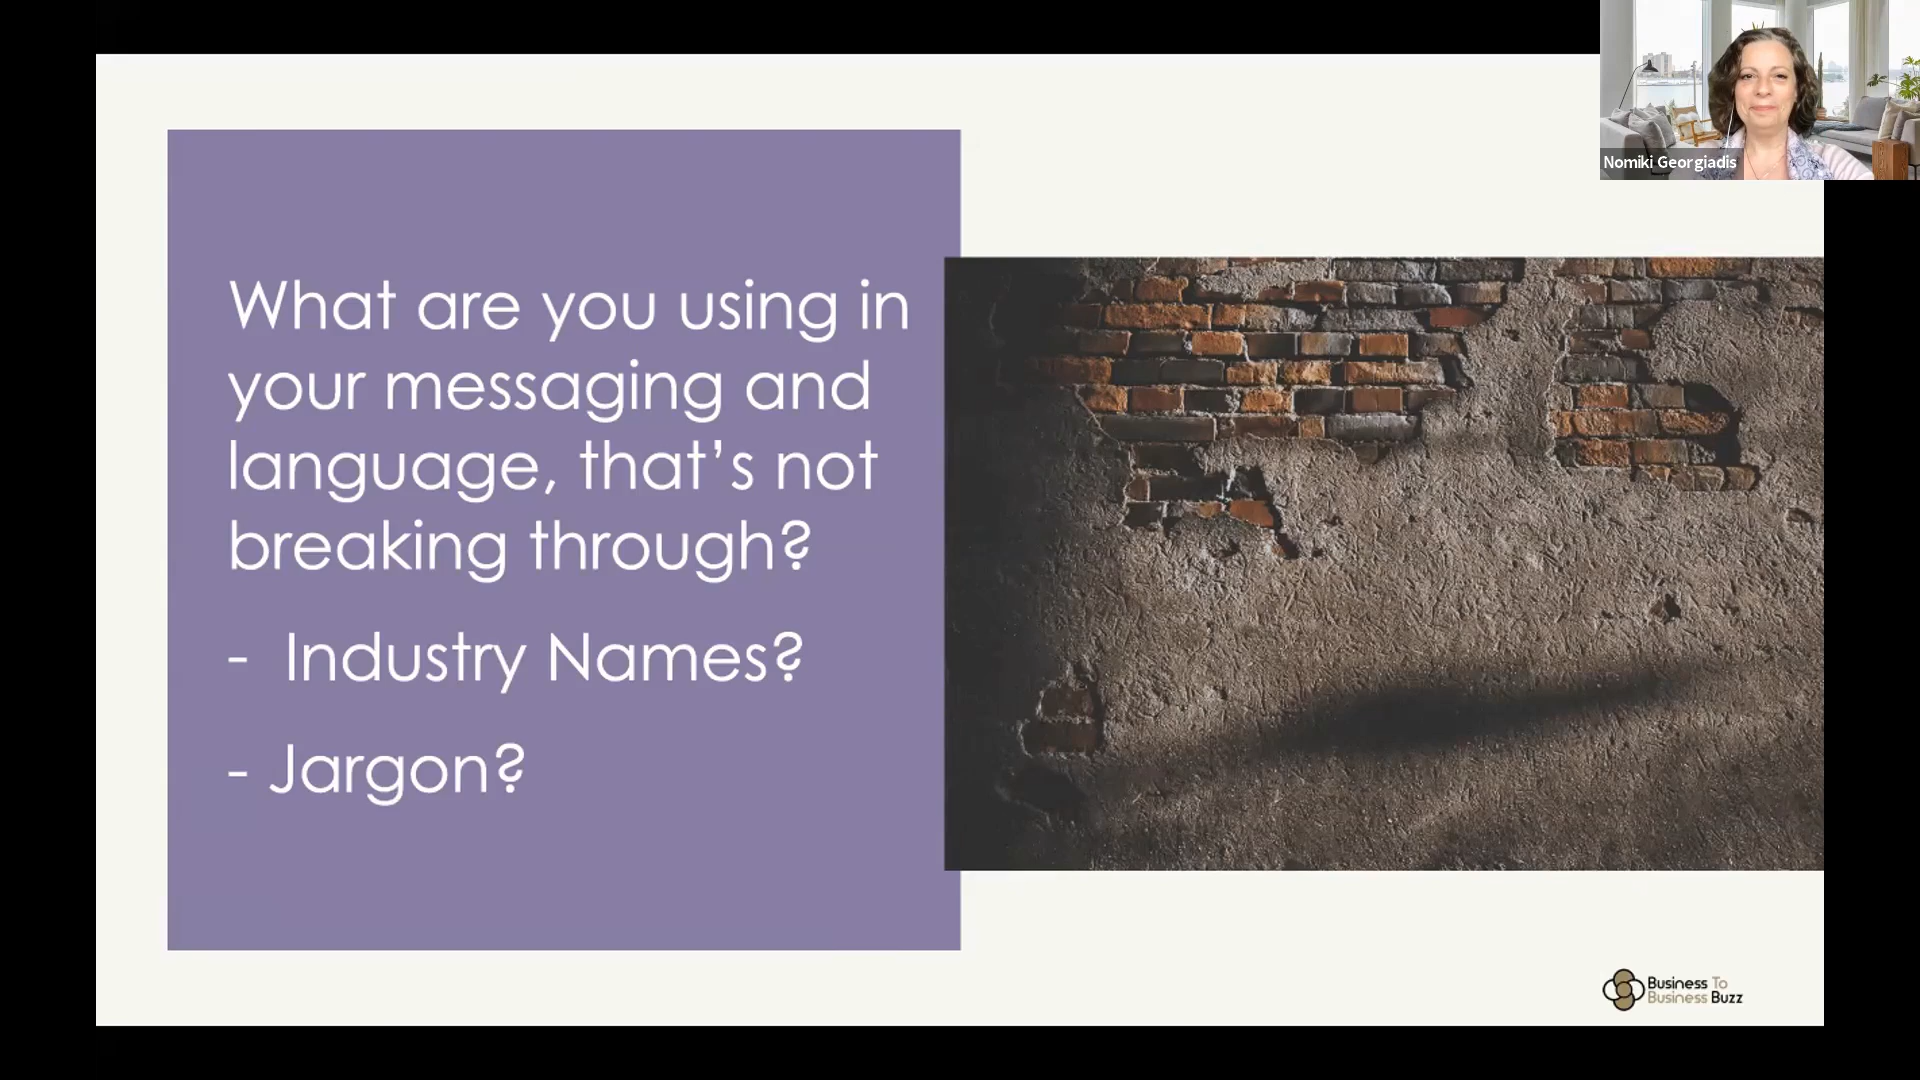 Nomiki Georgiadis
What are you using in
your messaging and
language, that’s not
breaking through?
- Industry Names?
- Jargon?
Business To
Business Buzz